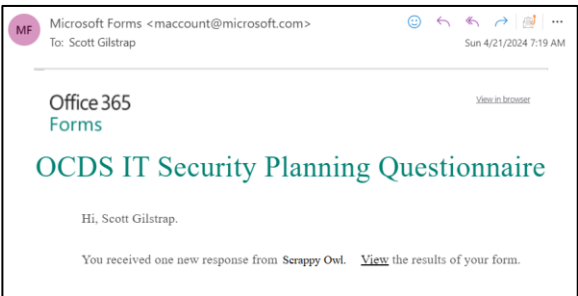 MF
Microsoft Forms <maccount@microsoft.com>
To: Scott Gilstrap
Sun 4/21/2024 7:19 AM
Office 365
Forms
View in browser
OCDS IT Security Planning Questionnaire
Hi, Scott Gilstrap.
You received one new response from Scrappy Owl. View the results of your form.